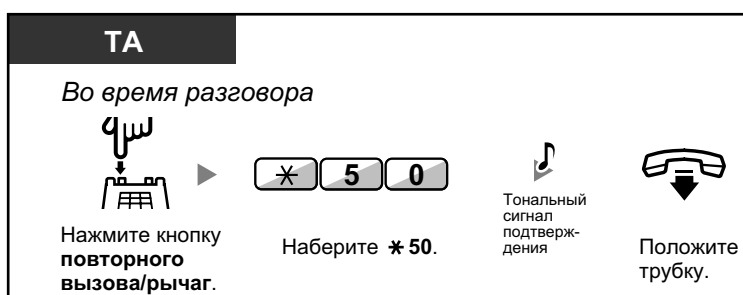 ТА
Во время разговора
✱ 5 0
Нажмите кнопку
повторного
вызова/рычаг.
Наберите ✱ 50.
Тональный
сигнал
подтверж-
дения
Положите
трубку.